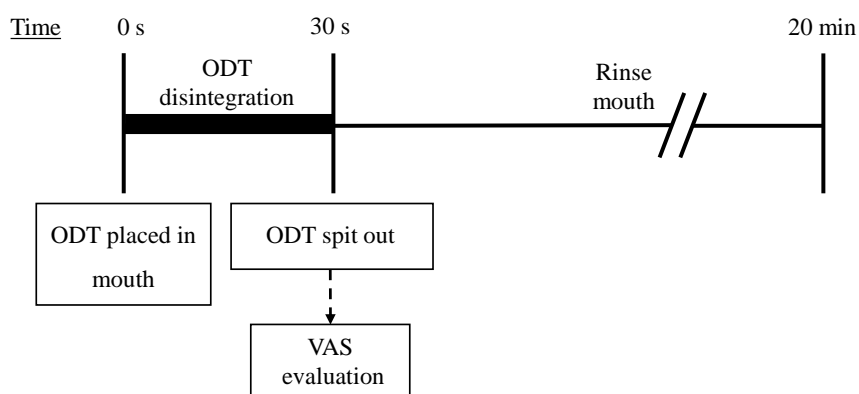 Time 0 s 30 s 20 min
ODT
disintegration
Rinse
mouth
ODT placed in
mouth
ODT spit out
VAS
evaluation